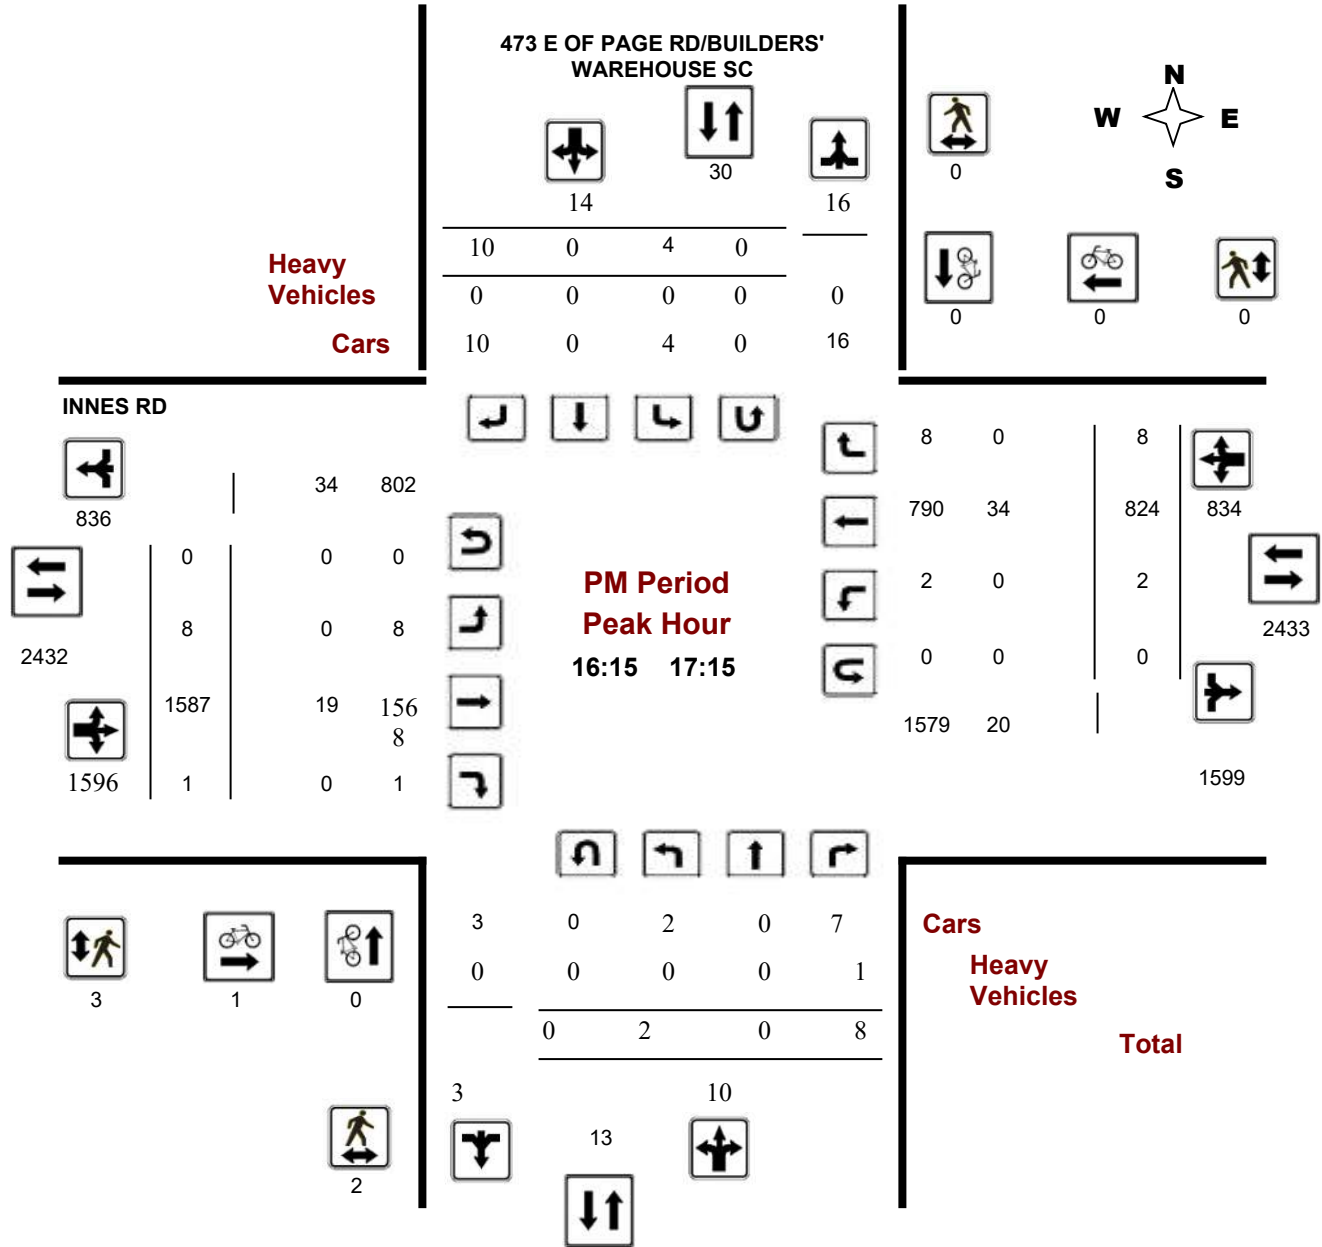 473 E OF PAGE RD/BUILDERS'
WAREHOUSE SC
N
W E
S
30
0
14 16
10 0 4 0
Heavy
Vehicles
0 0 0 0 0
0 0 0
Cars
10 0 4 0 16
INNES RD
8 0 8
34 802
836
790 34 824 834
0 0 0
PM Period
2 0 2
8 0 8
Peak Hour
2433
2432
16:15 17:15
0 0 0
1587 19 156
8
1579 20
1596 1 0 1
1599
3 0 2 0 7
Cars
0 0 0 0 1
Heavy
Vehicles
3 1 0
0 2 0 8
Total
3 10
13
2